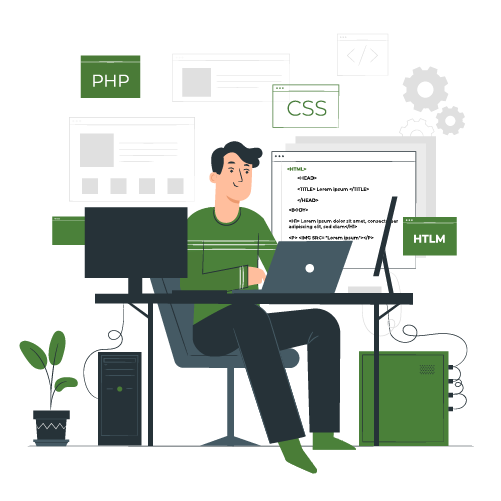 PHP
</>
CSS
<HTML>
<HEAD>
<TITLE> Lorem ipsum </TITLE>
</HEAD>
<BODY>
<H1> Lorem ipsum dolor sit amet, consectetuer
adipiscing elit, sed diam</H1>
<P> <IMG SRC= "Lorem ipsum"></P>
HTLM